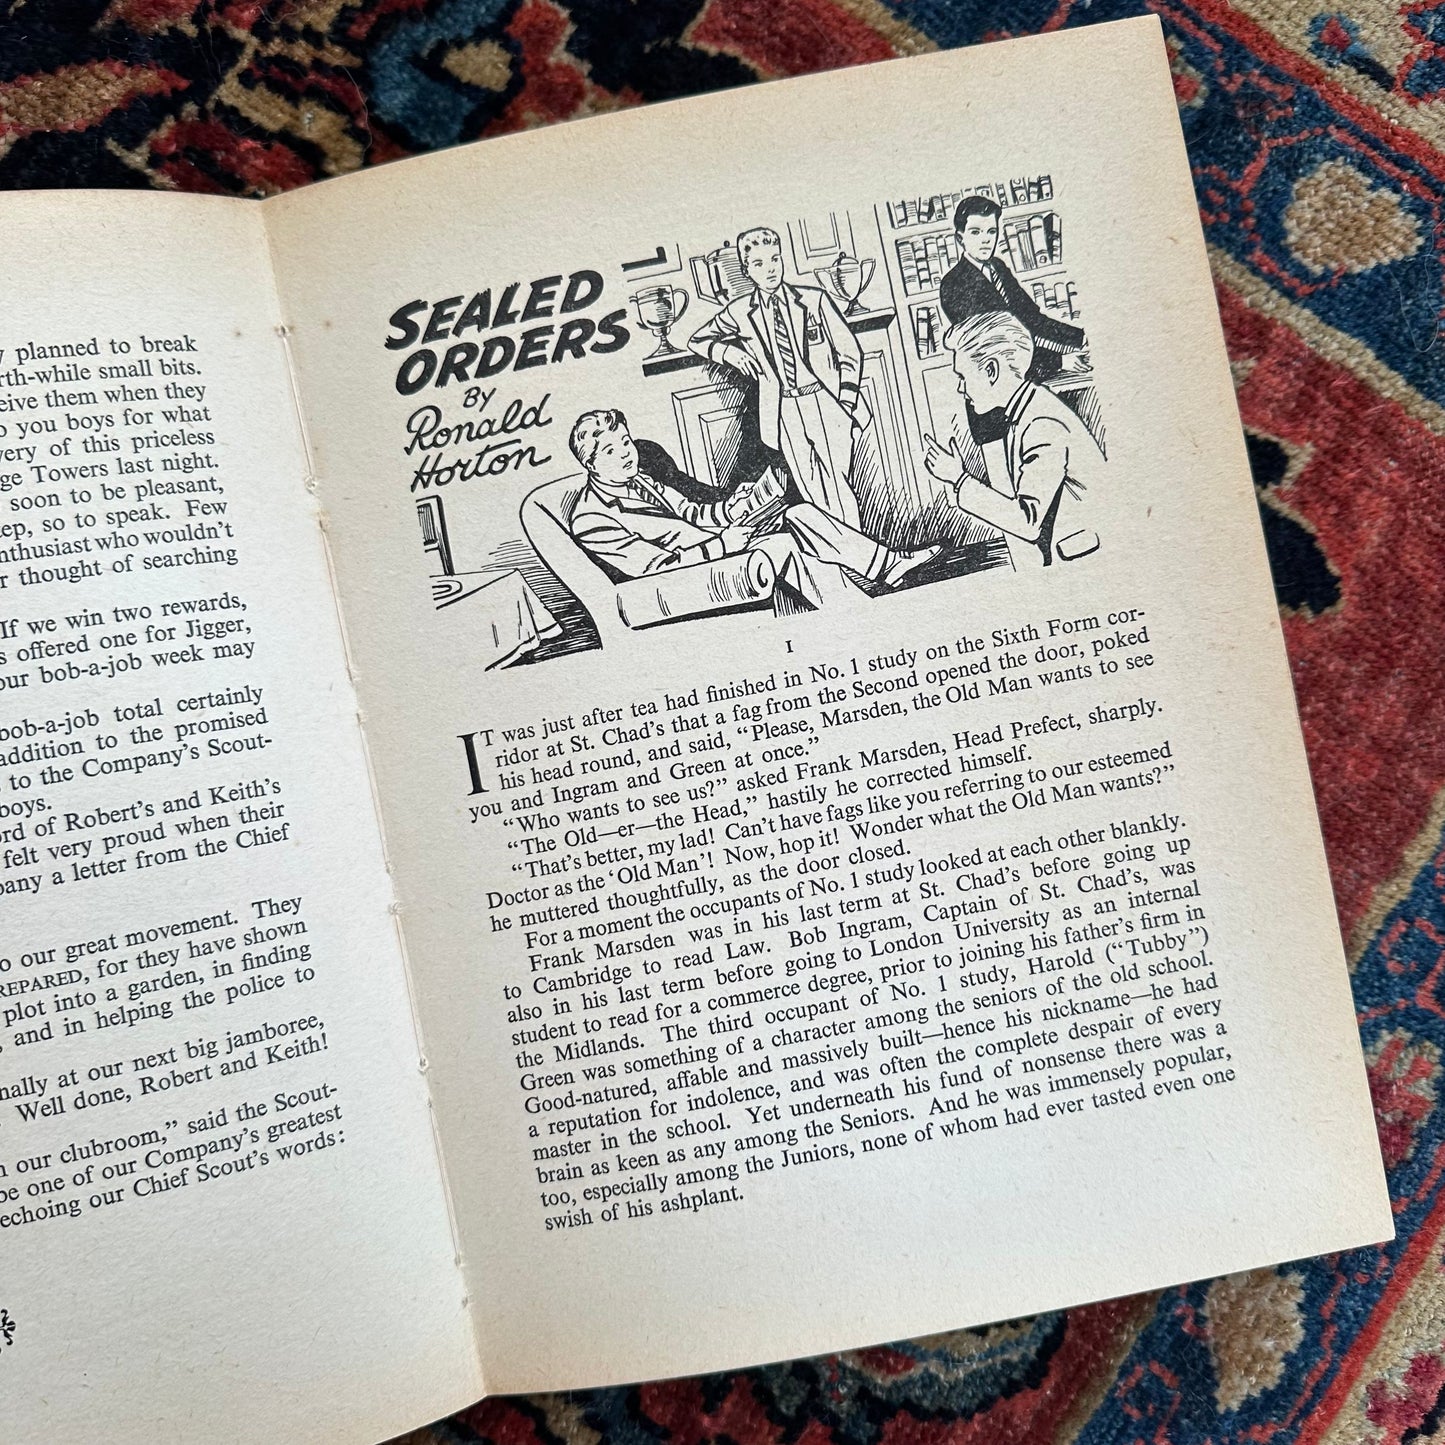 planned to break
rth-while small bits.
eive them when they
you boys for what
very of this priceless
ge Towers last night.
soon to be pleasant,
ep, so to speak. Few
nthusiast who wouldn't
r thought of searching
If we win two rewards,
s offered one for Jigger,
our bob-a-job week may
bob-a-job total certainly
addition to the promised
to the Company's Scout-
boys.
ord of Robert's and Keith's
felt very proud when their
pany a letter from the Chief
o our great movement. They
REPARED, for they have shown
plot into a garden, in finding
, and in helping the police to
nally at our next big jamboree,
Well done, Robert and Keith!
n our clubroom," said the Scout-
be one of our Company's greatest
echoing our Chief Scout's words:
SEALED
ORDERS
BY
Ronald
Horton
I
IT was just after tea had finished in No. 1 study on the Sixth Form cor-
ridor at St. Chad's that a fag from the Second opened the door, poked
his head round, and said, "Please, Marsden, the Old Man wants to see
you and Ingram and Green at once."
"Who wants to see us?" asked Frank Marsden, Head Prefect, sharply.
"The Old—er—the Head," hastily he corrected himself.
"That's better, my lad! Can't have fags like you referring to our esteemed
Doctor as the 'Old Man'! Now, hop it! Wonder what the Old Man wants?"
he muttered thoughtfully, as the door closed.
For a moment the occupants of No. 1 study looked at each other blankly.
Frank Marsden was in his last term at St. Chad's before going up
to Cambridge to read Law. Bob Ingram, Captain of St. Chad's, was
also in his last term before going to London University as an internal
student to read for a commerce degree, prior to joining his father's firm in
the Midlands. The third occupant of No. 1 study, Harold ("Tubby")
Green was something of a character among the seniors of the old school.
Good-natured, affable and massively built—hence his nickname—he had
a reputation for indolence, and was often the complete despair of every
master in the school. Yet underneath his fund of nonsense there was a
brain as keen as any among the Seniors. And he was immensely popular,
too, especially among the Juniors, none of whom had ever tasted even one
swish of his ashplant.